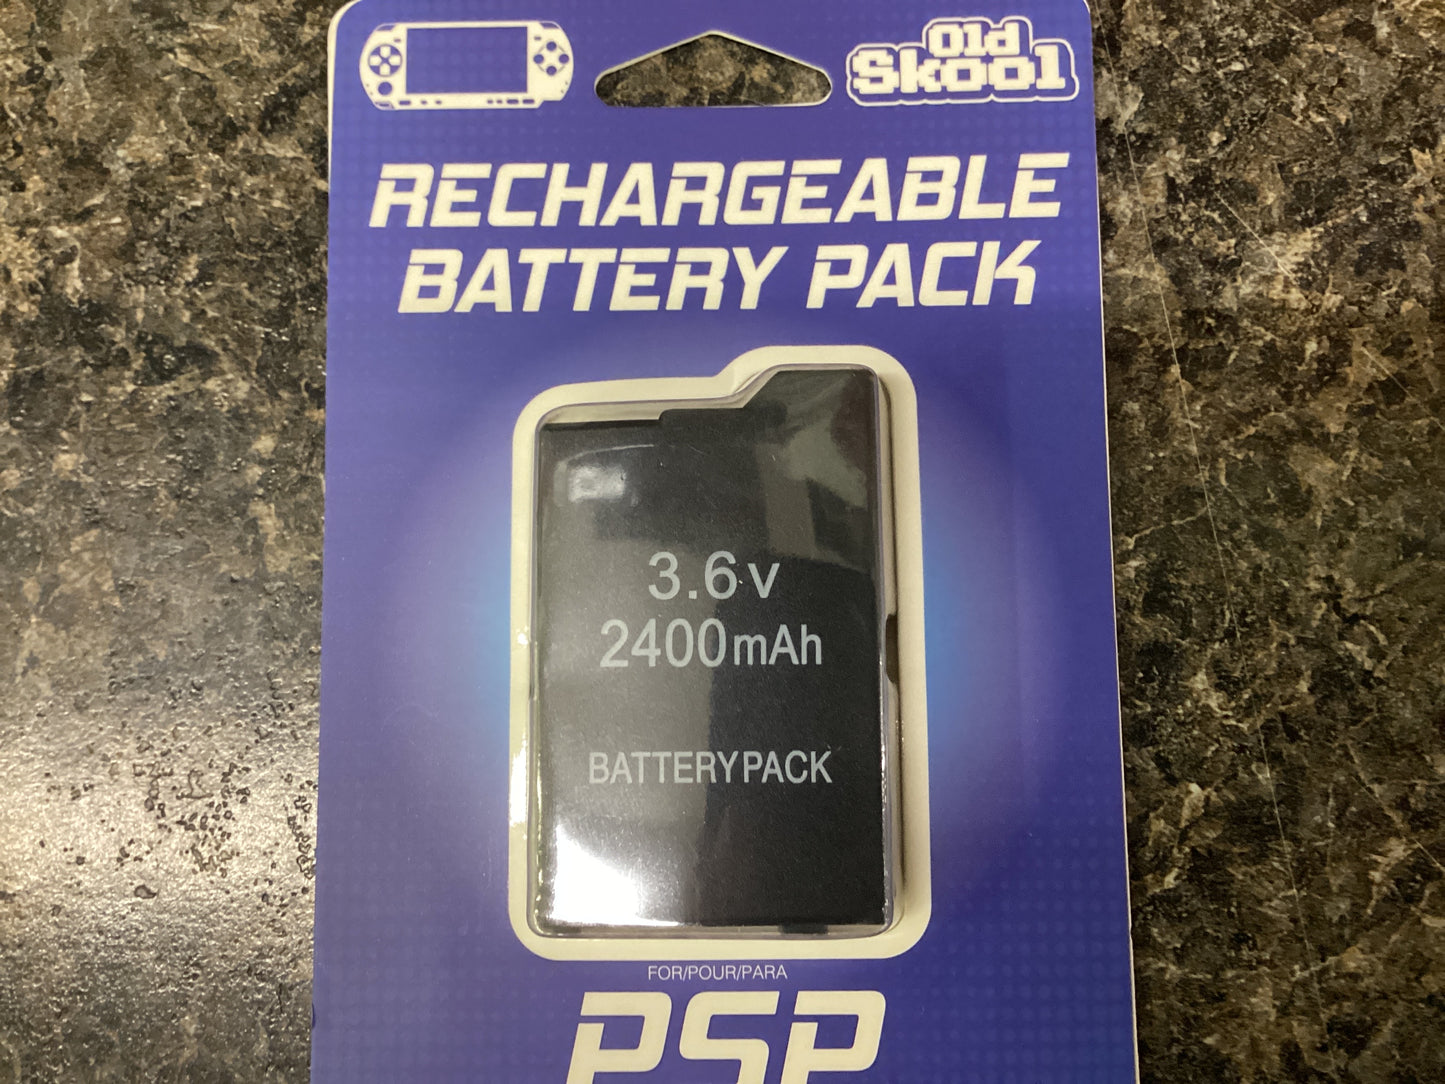 Old
Skool
RECHARGEABLE
BATTERY PACK
3.6v
2400mAh
BATTERYPACK
FOR/POUR/PARA
PSP